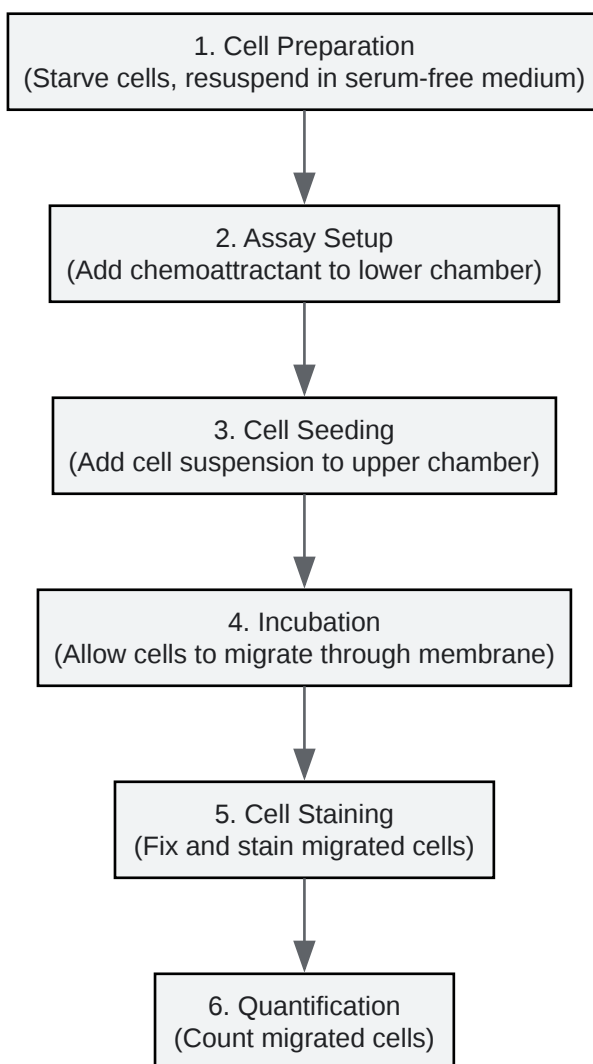 1. Cell Preparation
(Starve cells, resuspend in serum-free medium)
2. Assay Setup
(Add chemoattractant to lower chamber)
3. Cell Seeding
(Add cell suspension to upper chamber)
4. Incubation
(Allow cells to migrate through membrane)
5. Cell Staining
(Fix and stain migrated cells)
6. Quantification
(Count migrated cells)